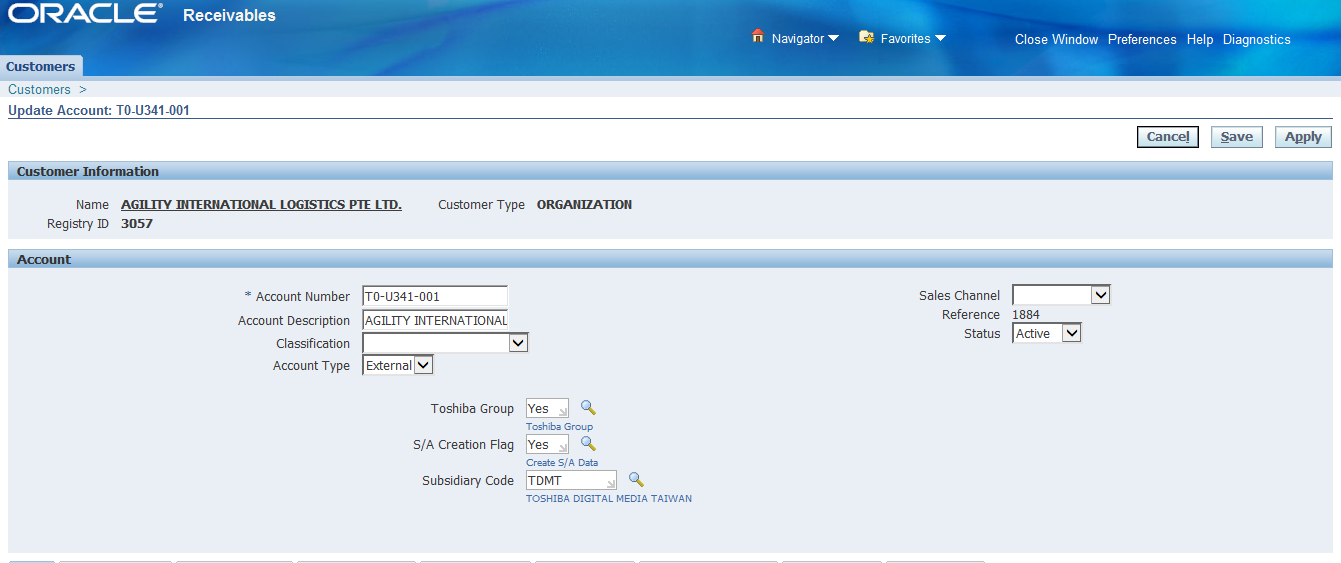 ORACLE® Receivables
Navigator Favorites Close Window Preferences Help Diagnostics
Customers
Customers >
Update Account: T0-U341-001
Cancel Save Apply
Customer Information
Name AGILITY INTERNATIONAL LOGISTICS PTE LTD. Customer Type ORGANIZATION
Registry ID 3057
Account
* Account Number T0-U341-001
Account Description AGILITY INTERNATIONAL
Classification
Account Type External
Sales Channel
Reference 1884
Status Active
Toshiba Group Yes
Toshiba Group
S/A Creation Flag Yes
Create S/A Data
Subsidiary Code TDMT
TOSHIBA DIGITAL MEDIA TAIWAN